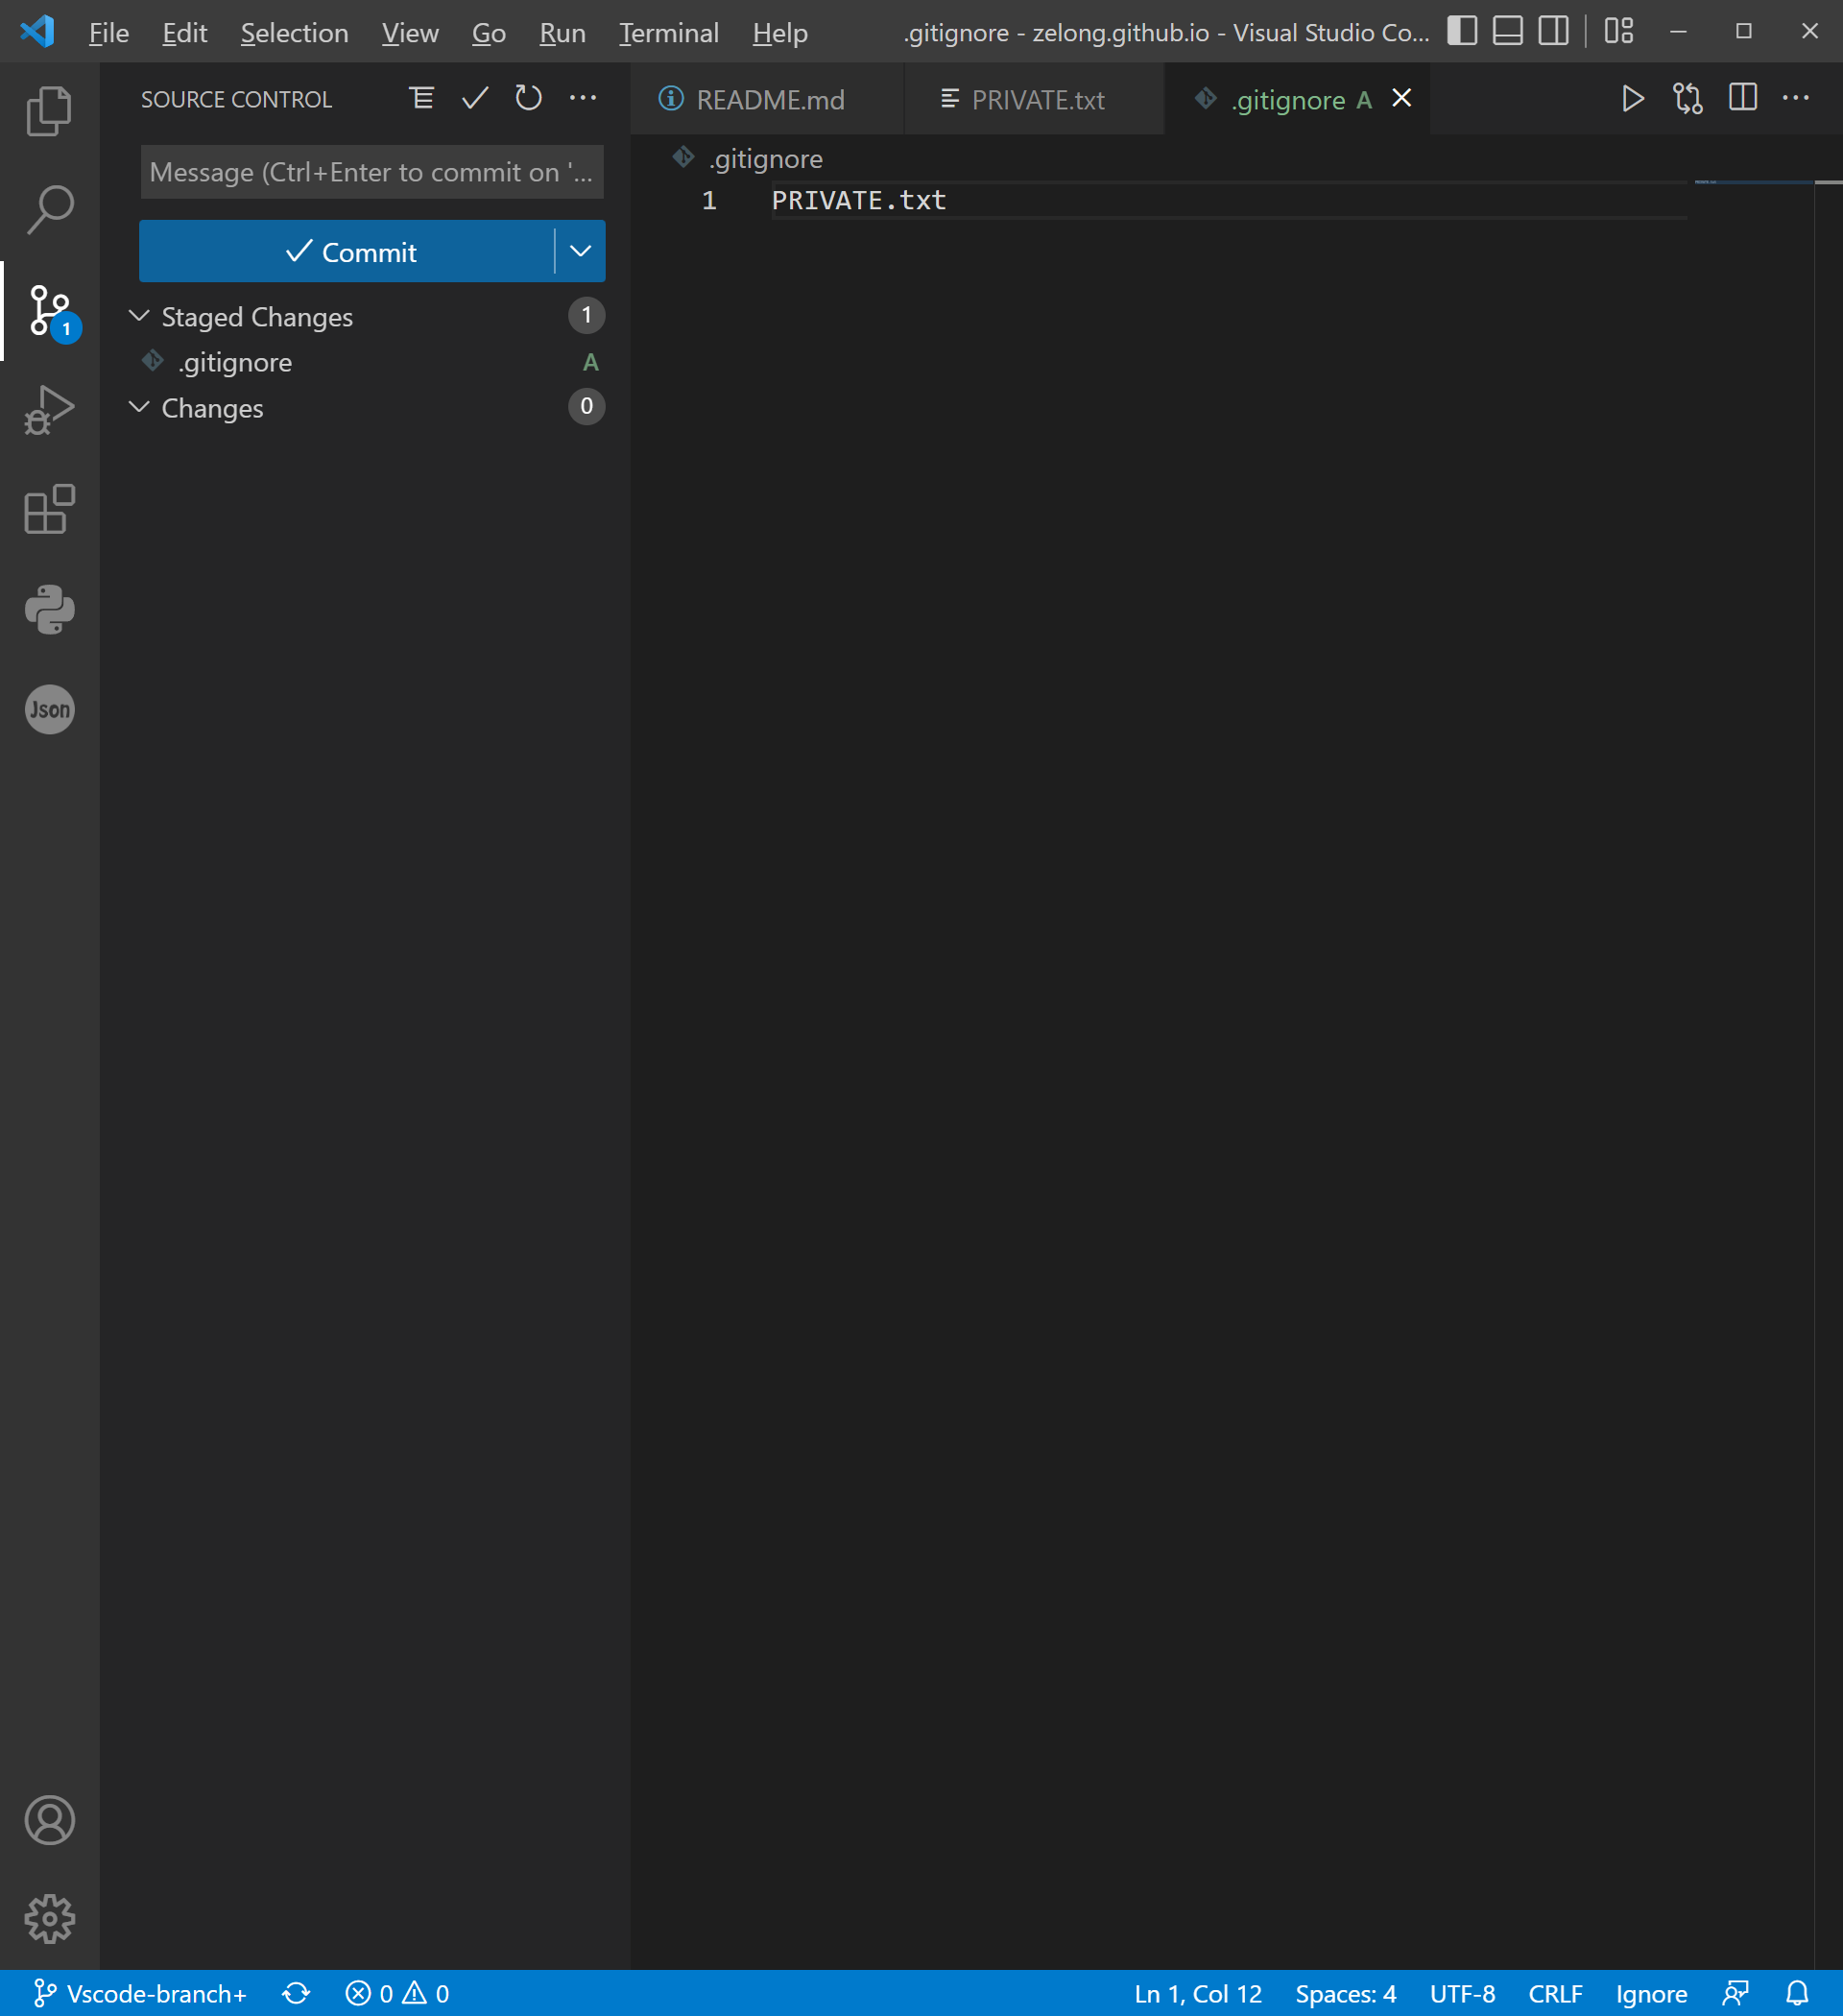 File Edit Selection View Go Run Terminal Help .gitignore - zelong.github.io - Visual Studio Co...
SOURCE CONTROL
README.md PRIVATE.txt .gitignore A
Message (Ctrl+Enter to commit on '...
.gitignore
1 PRIVATE.txt
Commit
Staged Changes 1
.gitignore A
Changes 0
1
Json
Vscode-branch+ 0 0 Ln 1, Col 12 Spaces: 4 UTF-8 CRLF Ignore